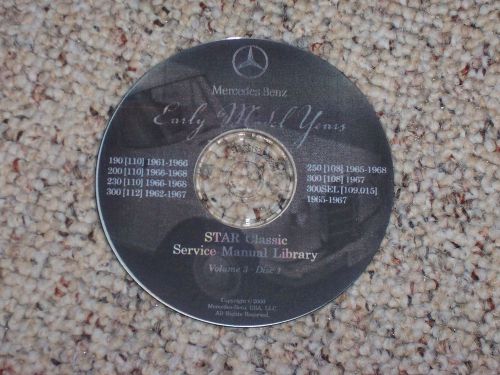 Mercedes-Benz
Early Model Years
190 [110] 1961-1966
200 [110] 1966-1968
230 [110] 1966-1968
300 [112] 1962-1967
250 [108] 1965-1968
300 [108] 1967
300SEL [109.015]
1965-1967
STAR Classic
Service Manual Library
Volume 3 - Disc 1
Copyright © 2000
Mercedes-Benz, USA, LLC
All Rights Reserved.